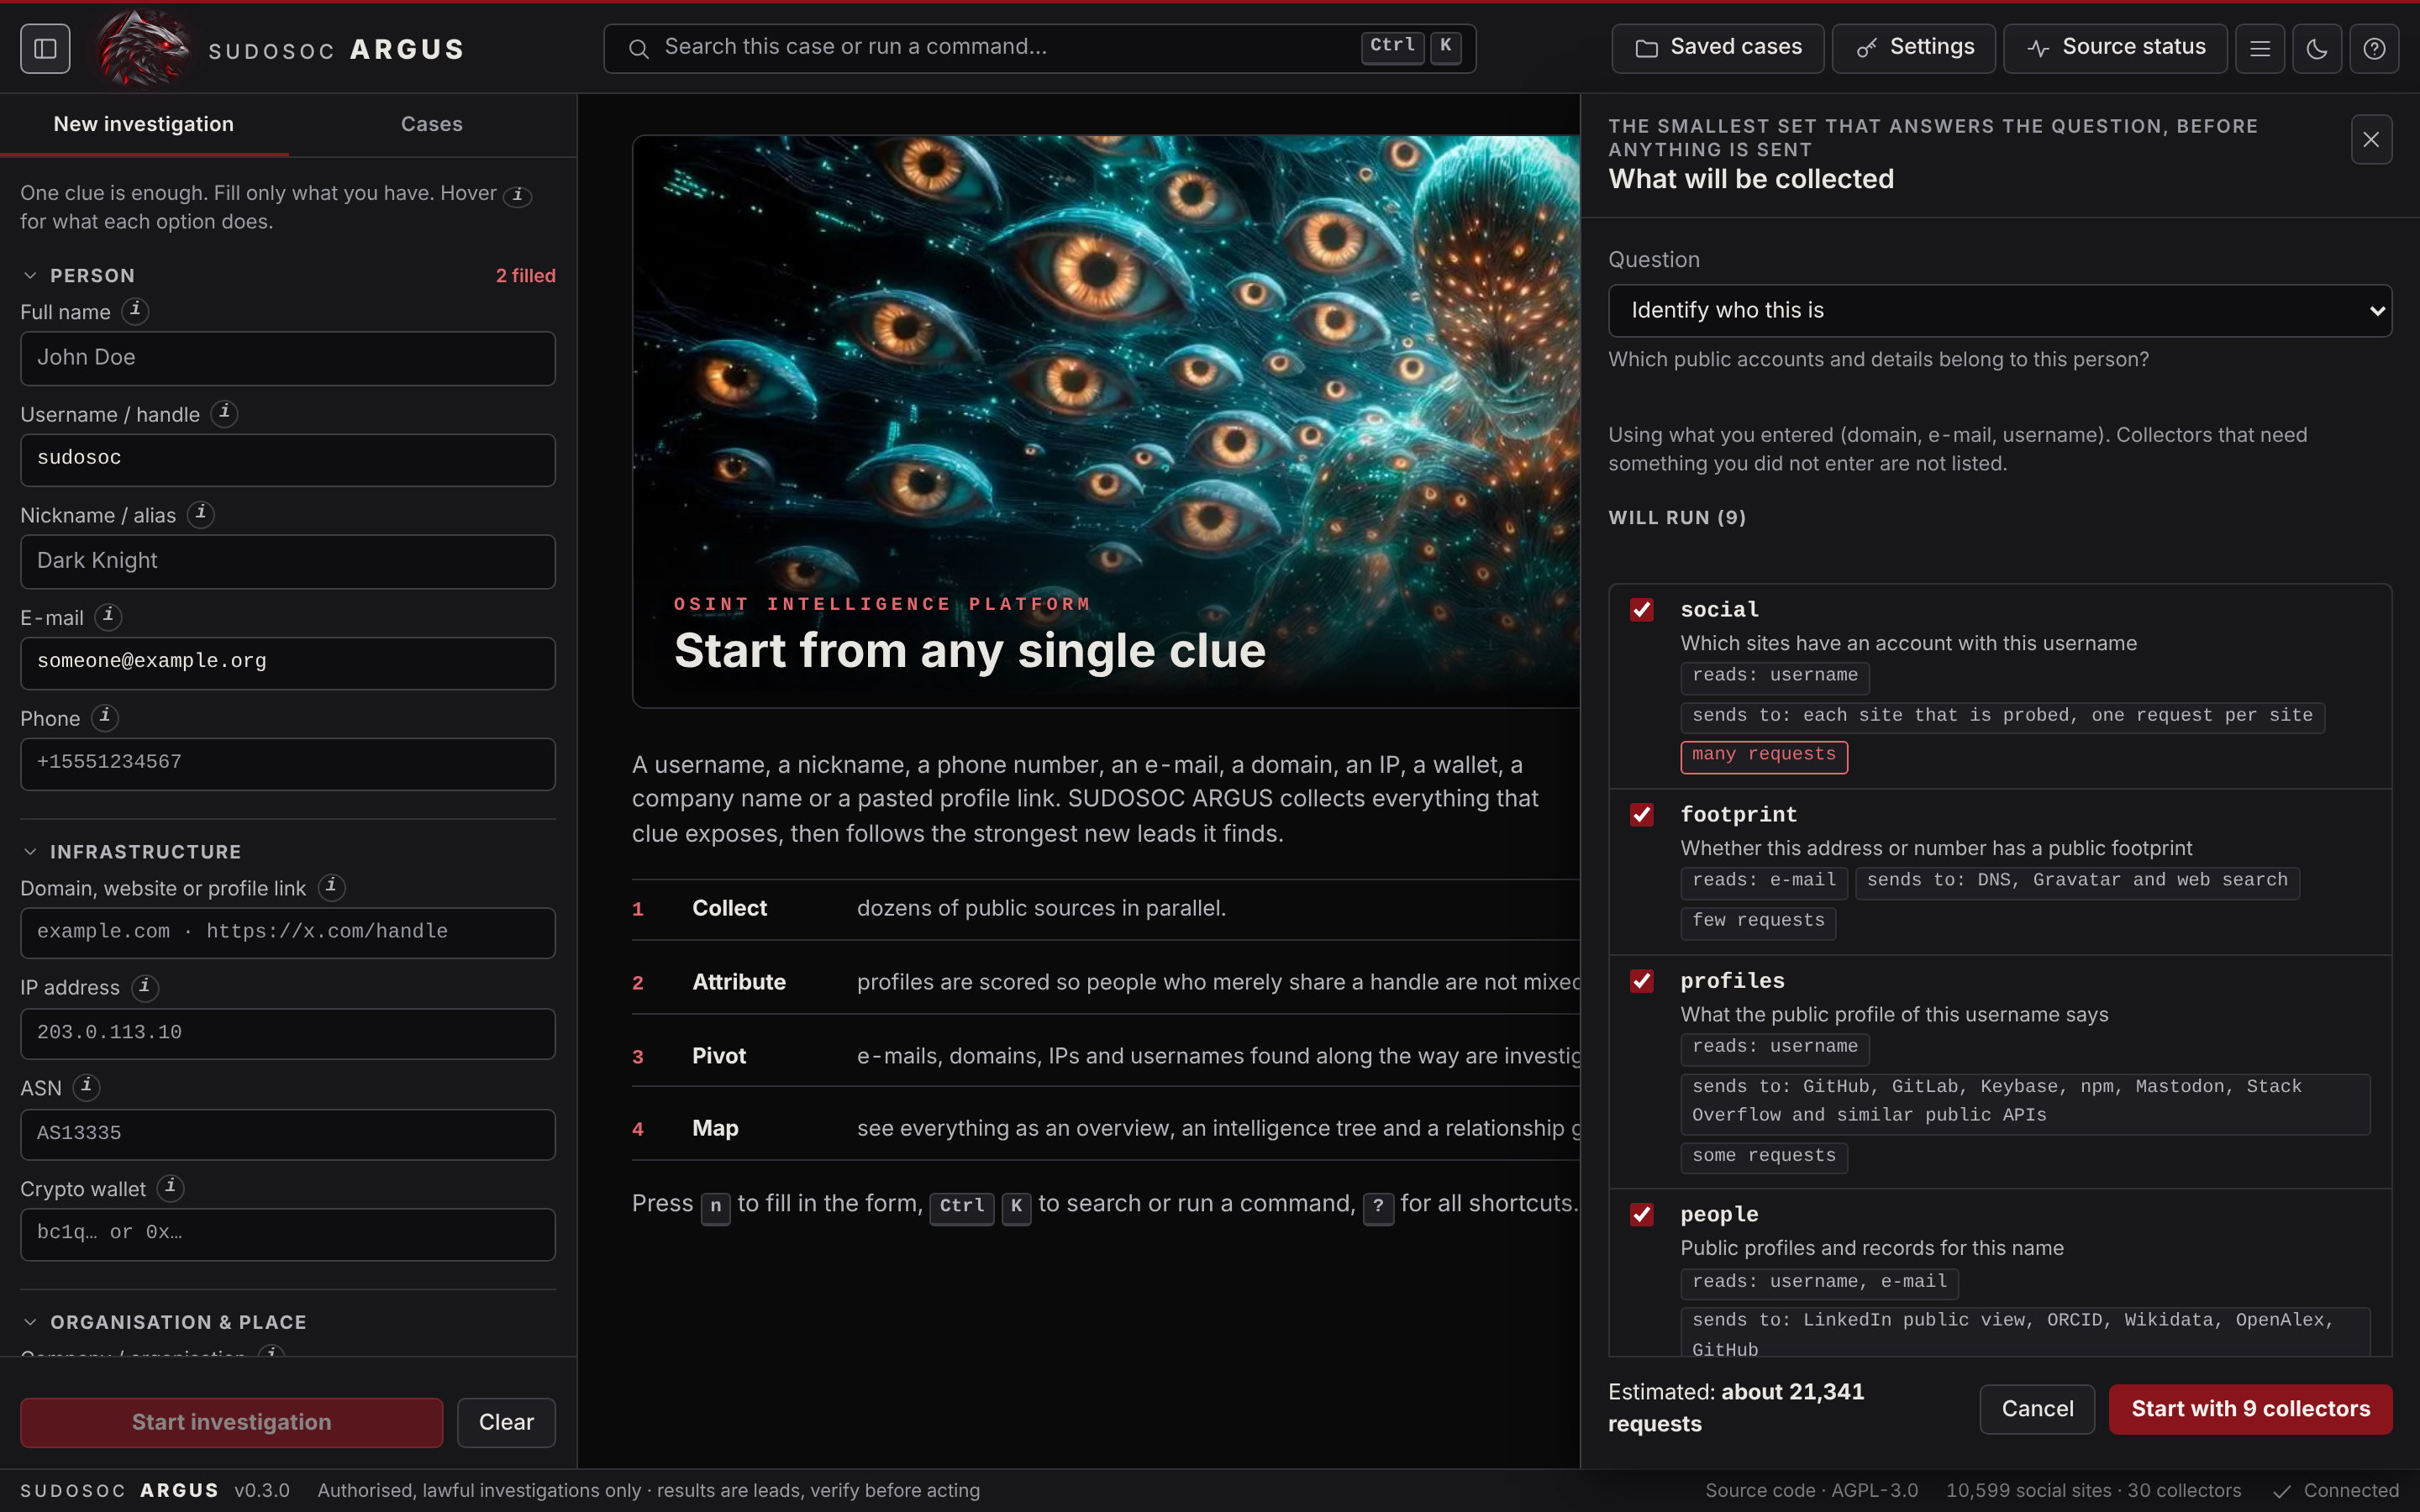 SUDOSOC ARGUS
Search this case or run a command...
Ctrl K
Saved cases
Settings
Source status
New investigation
Cases
One clue is enough. Fill only what you have. Hover i
for what each option does.
PERSON
2 filled
Full name i
John Doe
Username / handle i
sudosoc
Nickname / alias i
Dark Knight
E-mail i
someone@example.org
Phone i
+15551234567
INFRASTRUCTURE
Domain, website or profile link i
example.com · https://x.com/handle
IP address i
203.0.113.10
ASN i
AS13335
Crypto wallet i
bc1q… or 0x…
ORGANISATION & PLACE
Company / organisation i
Start investigation
Clear
OSINT INTELLIGENCE PLATFORM
Start from any single clue
A username, a nickname, a phone number, an e-mail, a domain, an IP, a wallet, a
company name or a pasted profile link. SUDOSOC ARGUS collects everything that
clue exposes, then follows the strongest new leads it finds.
1 Collect dozens of public sources in parallel.
2 Attribute profiles are scored so people who merely share a handle are not mixed
3 Pivot e-mails, domains, IPs and usernames found along the way are investig
4 Map see everything as an overview, an intelligence tree and a relationship g
Press n to fill in the form, Ctrl K to search or run a command, ? for all shortcuts.
THE SMALLEST SET THAT ANSWERS THE QUESTION, BEFORE
ANYTHING IS SENT
What will be collected
Question
Identify who this is
Which public accounts and details belong to this person?
Using what you entered (domain, e-mail, username). Collectors that need
something you did not enter are not listed.
WILL RUN (9)
social
Which sites have an account with this username
reads: username
sends to: each site that is probed, one request per site
many requests
footprint
Whether this address or number has a public footprint
reads: e-mail
sends to: DNS, Gravatar and web search
few requests
profiles
What the public profile of this username says
reads: username
sends to: GitHub, GitLab, Keybase, npm, Mastodon, Stack
Overflow and similar public APIs
some requests
people
Public profiles and records for this name
reads: username, e-mail
sends to: LinkedIn public view, ORCID, Wikidata, OpenAlex,
GitHub
Estimated: about 21,341
requests
Cancel
Start with 9 collectors
SUDOSOC ARGUS v0.3.0
Authorised, lawful investigations only · results are leads, verify before acting
Source code · AGPL-3.0
10,599 social sites · 30 collectors
Connected